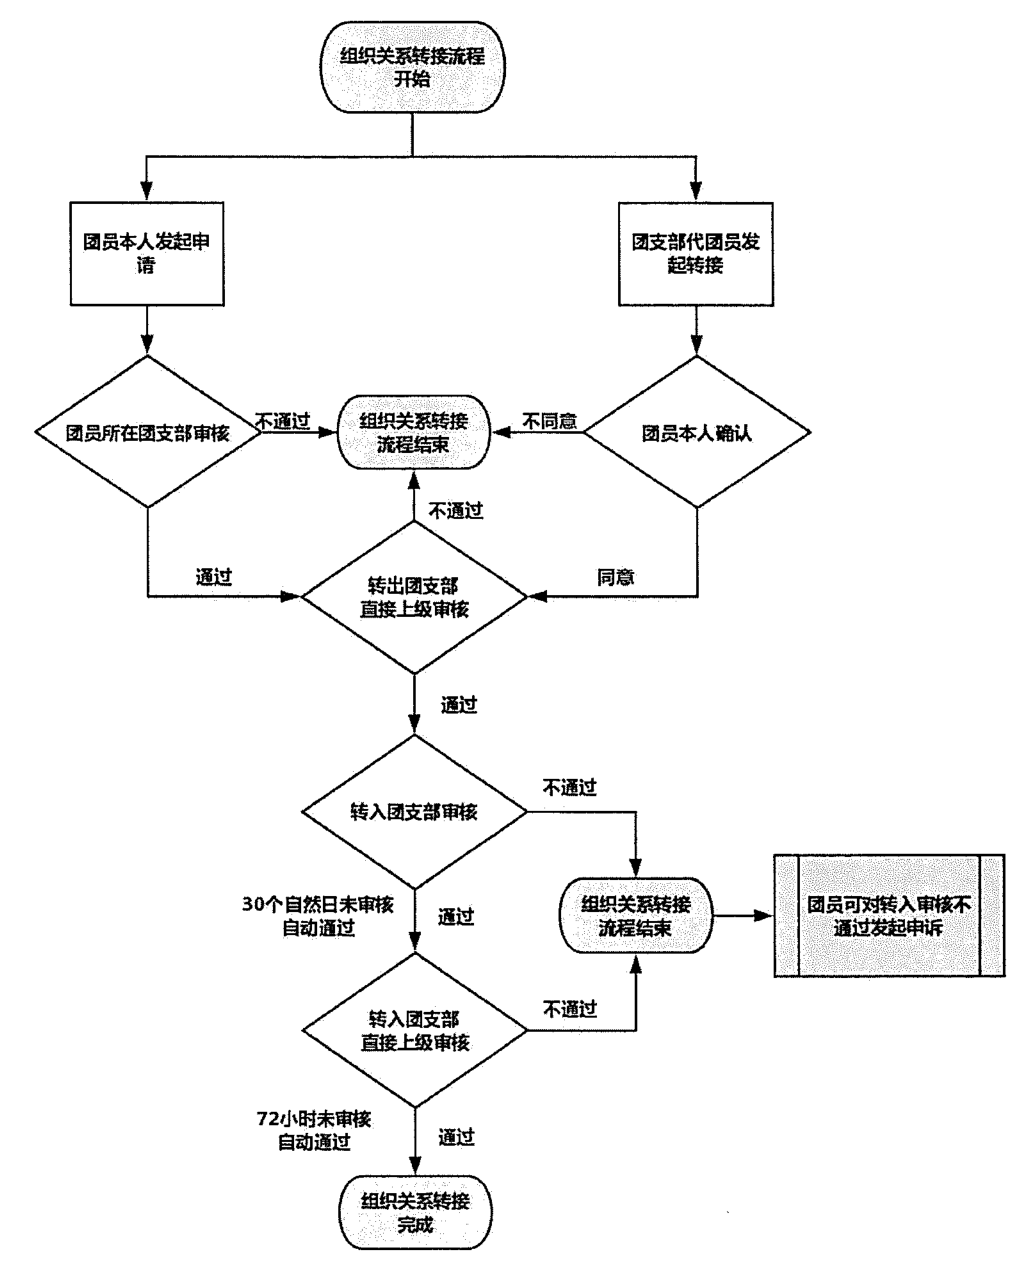 组织关系转接流程
开始
团员本人发起申
请
团支部代团员发
起转接
团员所在团支部审核
不通过
组织关系转接
流程结束
不同意
团员本人确认
不通过
通过
转出团支部
直接上级审核
同意
通过
转入团支部审核
不通过
30个自然日未审核
自动通过
通过
组织关系转接
流程结束
团员可对转入审核不
通过发起申诉
转入团支部
直接上级审核
不通过
72小时未审核
自动通过
通过
组织关系转接
完成